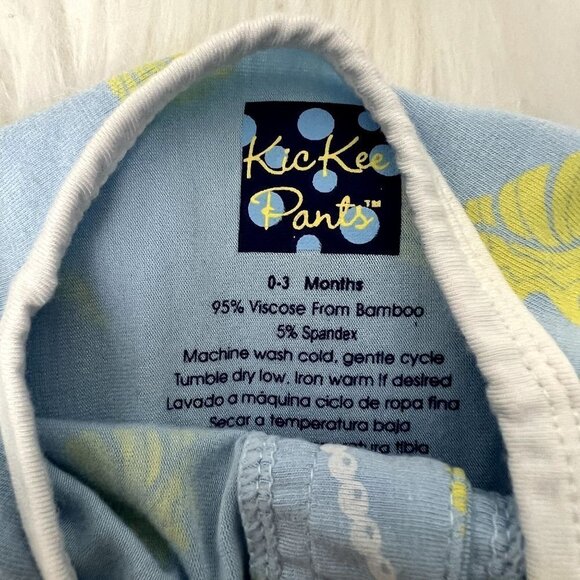 KicKee
Pants™
0-3 Months
95% Viscose From Bamboo
5% Spandex
Machine wash cold, gentle cycle
Tumble dry low. Iron warm if desired
Lavado a máquina ciclo de ropa fina
Secar a temperatura baja
tibia